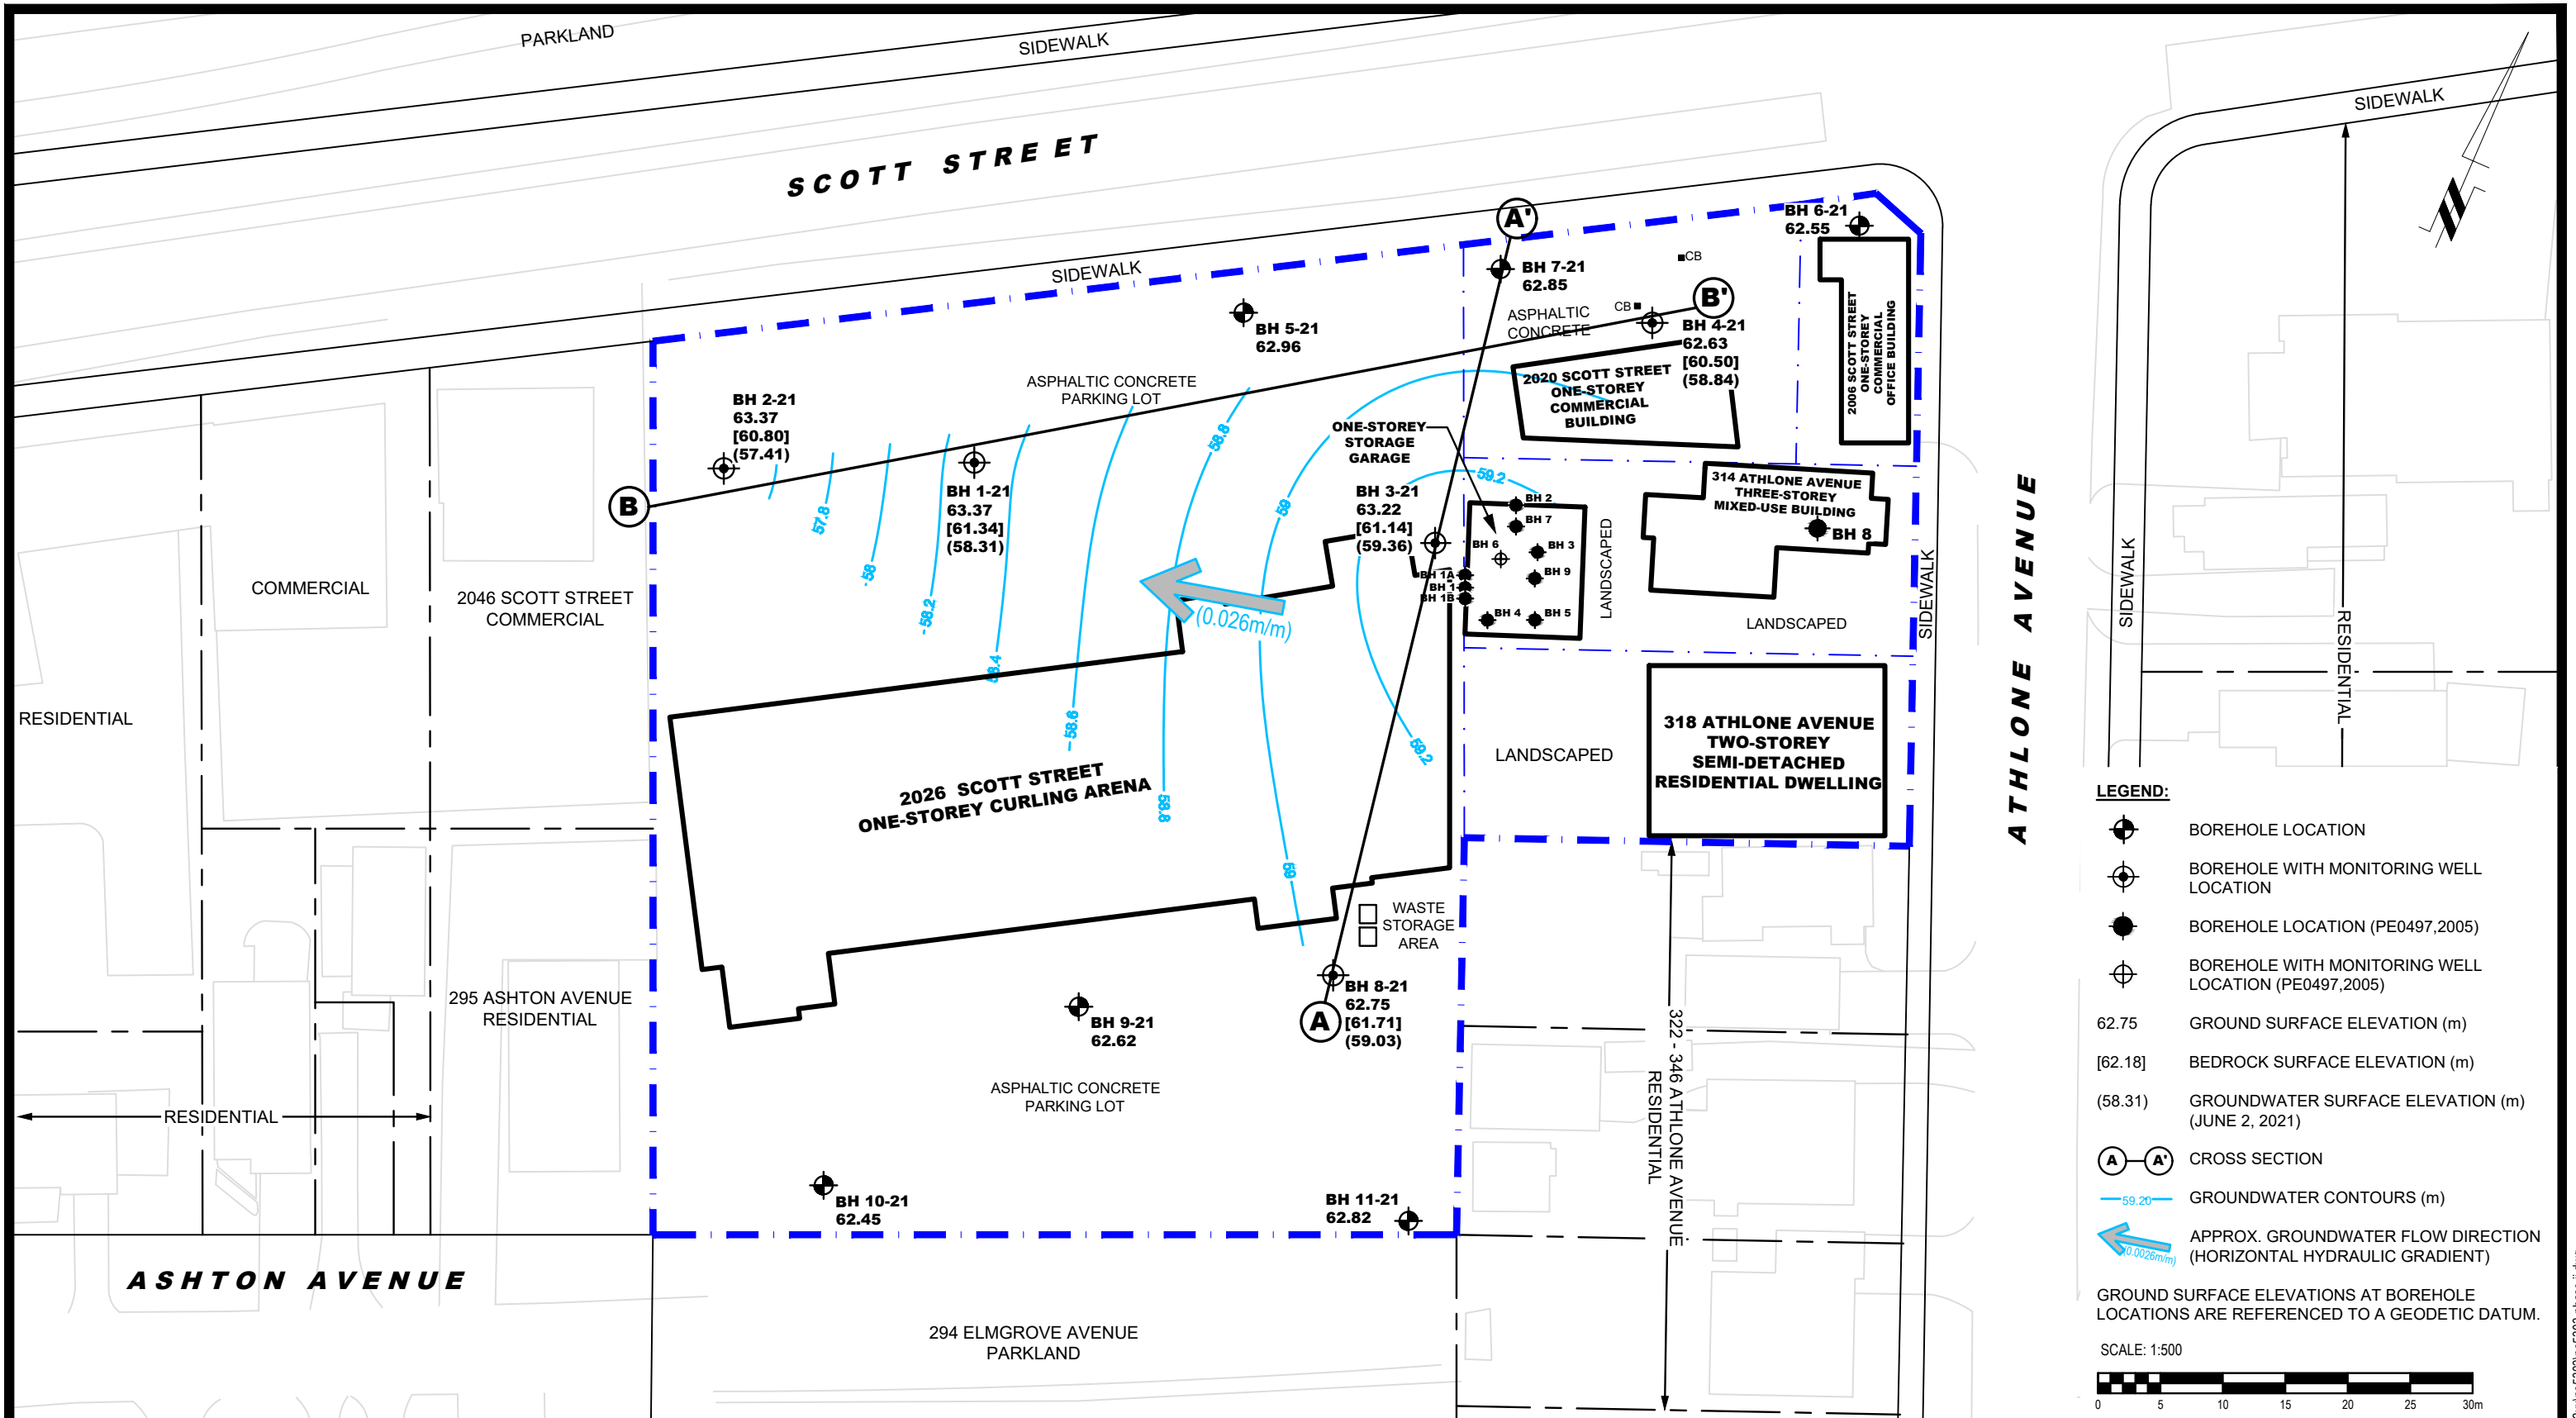 PARKLAND
SIDEWALK
SIDEWALK
SCOTT STREET
SIDEWALK
A'
BH 6-21
62.55
BH 7-21
62.85
CB
CB
B'
ASPHALTIC
CONCRETE
BH 5-21
62.96
BH 4-21
62.63
[60.50]
(58.84)
2006 SCOTT STREET
ONE-STOREY
COMMERCIAL
OFFICE BUILDING
2020 SCOTT STREET
ONE-STOREY
COMMERCIAL
BUILDING
ASPHALTIC CONCRETE
PARKING LOT
BH 2-21
63.37
[60.80]
(57.41)
B
ONE-STOREY
STORAGE
GARAGE
BH 1-21
63.37
[61.34]
(58.31)
BH 3-21
63.22
[61.14]
(59.36)
57.8
58
58.2
58.4
58.6
58.8
58.8
59
59
59.2
59.2
(0.026m/m)
BH 2
BH 7
BH 6
BH 3
BH 9
BH 1A
BH 1
BH 1B
BH 4
BH 5
LANDSCAPED
314 ATHLONE AVENUE
THREE-STOREY
MIXED-USE BUILDING
BH 8
LANDSCAPED
SIDEWALK
ATHLONE AVENUE
SIDEWALK
RESIDENTIAL
COMMERCIAL
2046 SCOTT STREET
COMMERCIAL
RESIDENTIAL
2026 SCOTT STREET
ONE-STOREY CURLING ARENA
LANDSCAPED
318 ATHLONE AVENUE
TWO-STOREY
SEMI-DETACHED
RESIDENTIAL DWELLING
WASTE
STORAGE
AREA
295 ASHTON AVENUE
RESIDENTIAL
BH 9-21
62.62
BH 8-21
62.75
[61.71]
(59.03)
A
ASPHALTIC CONCRETE
PARKING LOT
RESIDENTIAL
322 - 346 ATHLONE AVENUE
RESIDENTIAL
BH 10-21
62.45
BH 11-21
62.82
ASHTON AVENUE
294 ELMGROVE AVENUE
PARKLAND
LEGEND:
BOREHOLE LOCATION
BOREHOLE WITH MONITORING WELL
LOCATION
BOREHOLE LOCATION (PE0497,2005)
BOREHOLE WITH MONITORING WELL
LOCATION (PE0497,2005)
62.75 GROUND SURFACE ELEVATION (m)
[62.18] BEDROCK SURFACE ELEVATION (m)
(58.31) GROUNDWATER SURFACE ELEVATION (m)
(JUNE 2, 2021)
A A' CROSS SECTION
59.20 GROUNDWATER CONTOURS (m)
APPROX. GROUNDWATER FLOW DIRECTION
(0.0026m/m) (HORIZONTAL HYDRAULIC GRADIENT)
GROUND SURFACE ELEVATIONS AT BOREHOLE
LOCATIONS ARE REFERENCED TO A GEODETIC DATUM.
SCALE: 1:500
0 5 10 15 20 25 30m